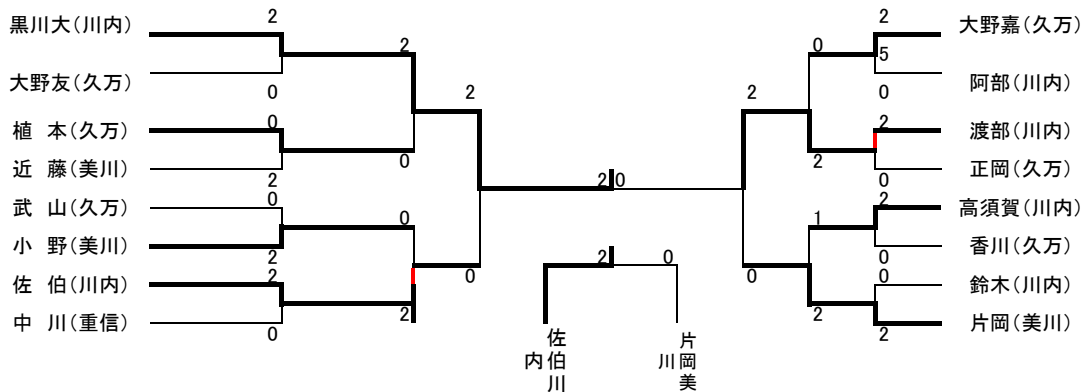 黒川大(川内)
2
大野友(久万)
0
2
植 本(久万)
0
近 藤(美川)
2
0
2
武 山(久万)
0
小 野(美川)
2
0
佐 伯(川内)
2
中 川(重信)
0
2
0
2 0
2 0
佐伯川
内
片岡美
川
大野嘉(久万)
2
5
阿部(川内)
0
0
渡部(川内)
2
正岡(久万)
0
2
2
高須賀(川内)
2
香川(久万)
0
1
鈴木(川内)
0
片岡(美川)
2
2
0